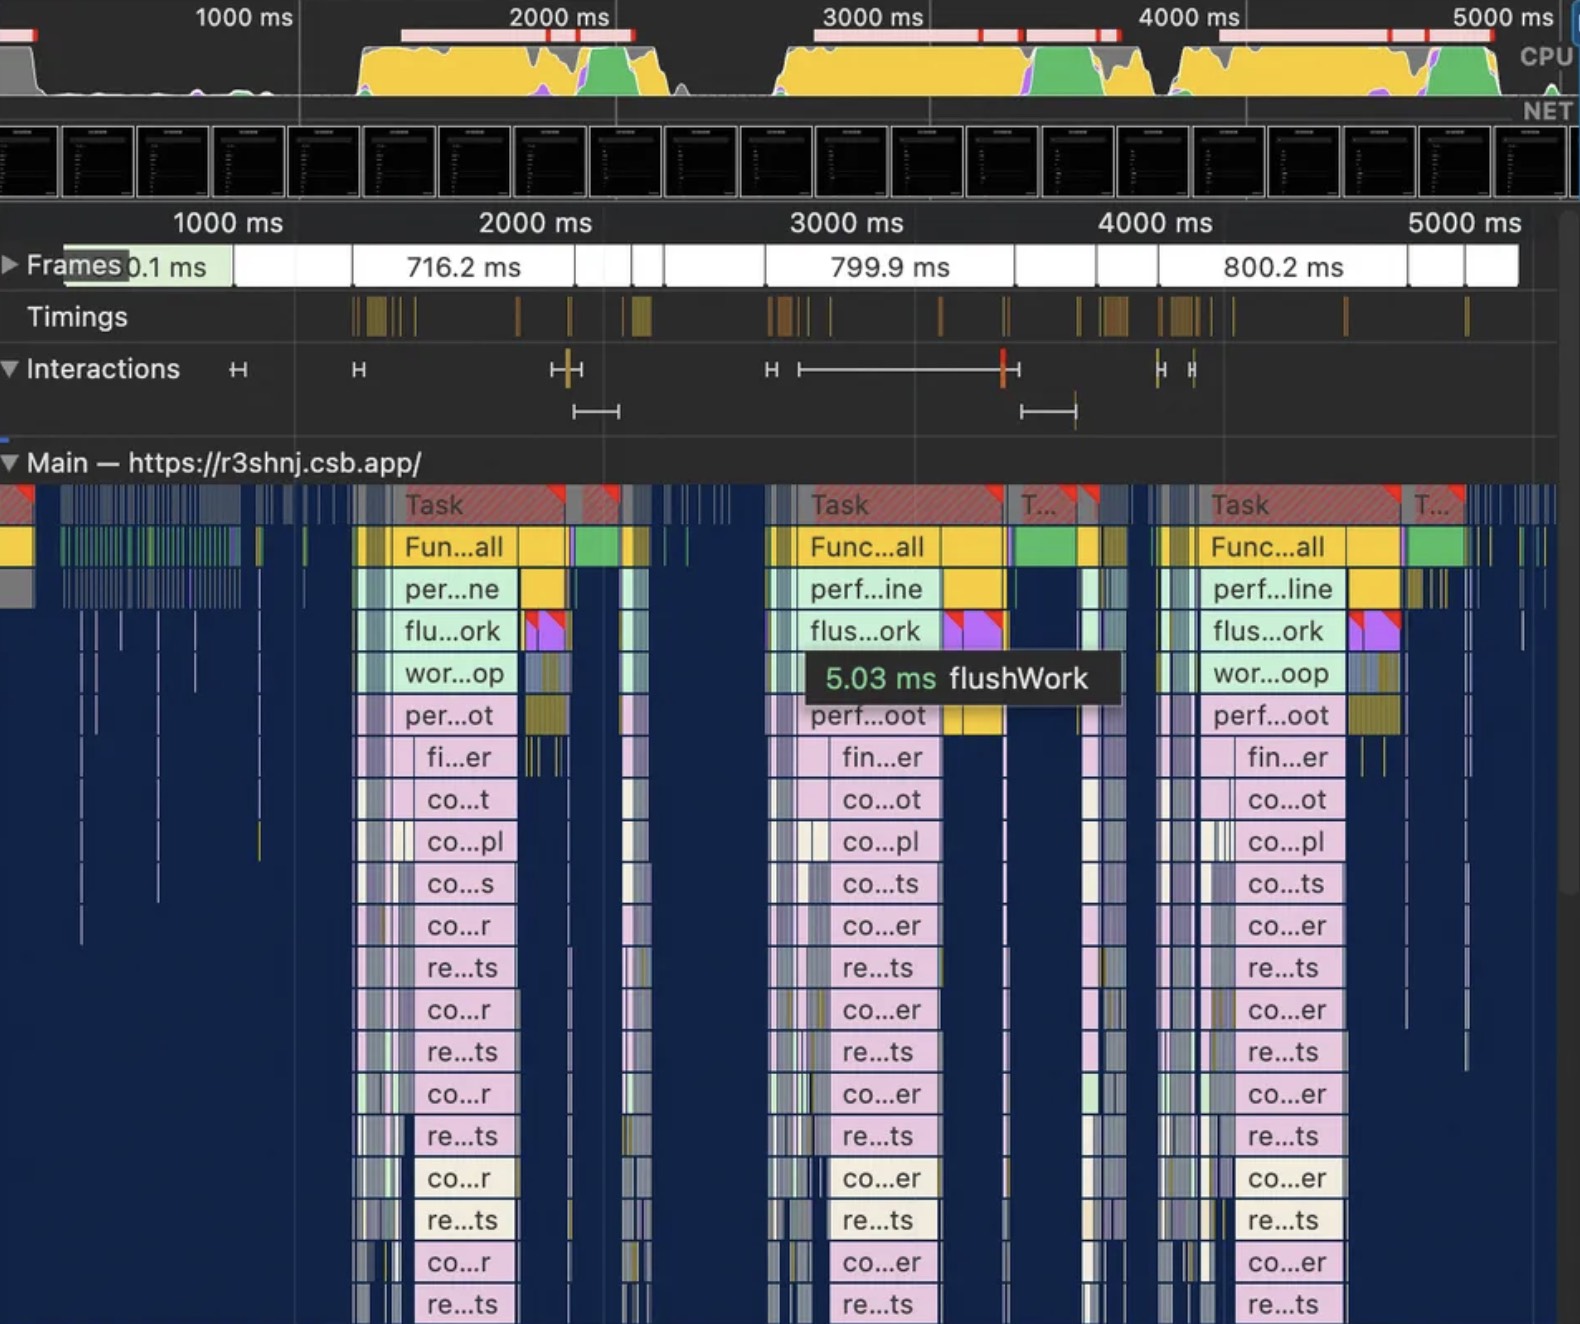 1000 ms 2000 ms 3000 ms 4000 ms 5000 ms
CPU
NET
1000 ms 2000 ms 3000 ms 4000 ms 5000 ms
Frames 0.1 ms 716.2 ms 799.9 ms 800.2 ms
Timings
Interactions
Main — https://r3shnj.csb.app/
Task Task T... Task T...
Fun...all Func...all Func...all
per...ne perf...ine perf...line
flu...ork flus...ork flus...ork
wor...op 5.03 ms flushWork wor...oop
per...ot perf...oot perf...oot
fi...er fin...er fin...er
co...t co...ot co...ot
co...pl co...pl co...pl
co...s co...ts co...ts
co...r co...er co...er
re...ts re...ts re...ts
co...r co...er co...er
re...ts re...ts re...ts
co...r co...er co...er
re...ts re...ts re...ts
co...r co...er co...er
re...ts re...ts re...ts
co...r co...er co...er
re...ts re...ts re...ts